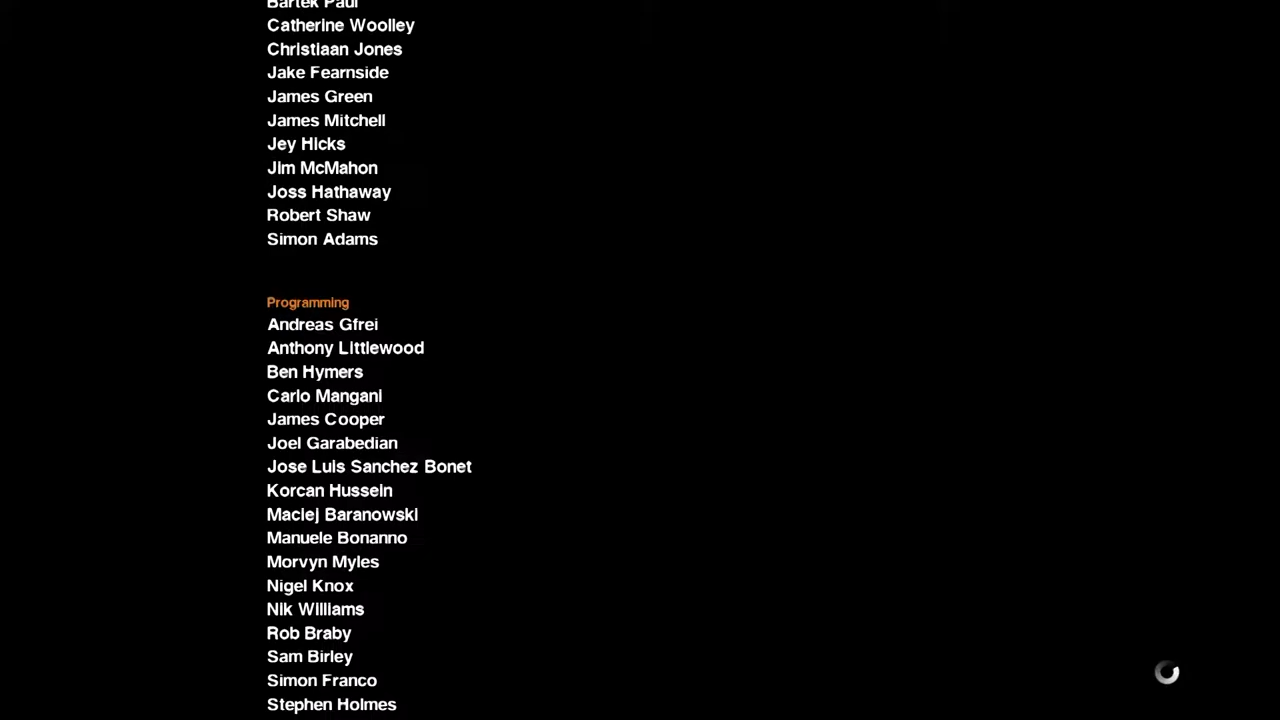 Bartek Paul
Catherine Woolley
Christiaan Jones
Jake Fearnside
James Green
James Mitchell
Jey Hicks
Jim McMahon
Joss Hathaway
Robert Shaw
Simon Adams
Programming
Andreas Gfrei
Anthony Littlewood
Ben Hymers
Carlo Mangani
James Cooper
Joel Garabedian
Jose Luis Sanchez Bonet
Korcan Hussein
Maciej Baranowski
Manuele Bonanno
Morvyn Myles
Nigel Knox
Nik Williams
Rob Braby
Sam Birley
Simon Franco
Stephen Holmes